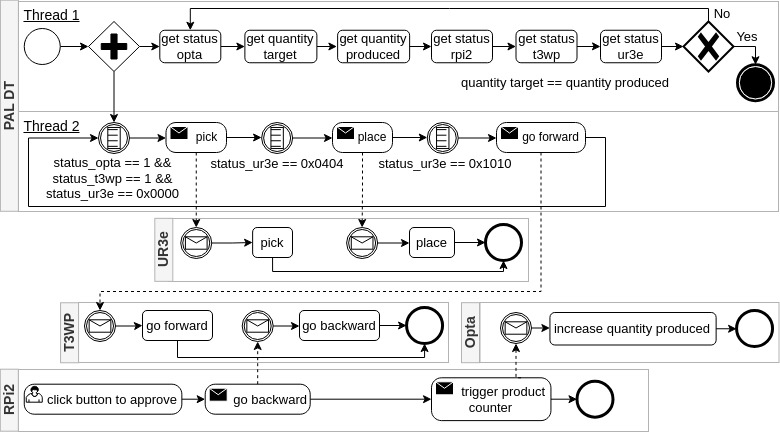 PAL DT
Thread 1
No
Yes
get status
opta
get quantity
target
get quantity
produced
get status
rpi2
get status
t3wp
get status
ur3e
quantity target == quantity produced
Thread 2
pick
place
go forward
status_opta == 1 &&
status_t3wp == 1 &&
status_ur3e == 0x0000
status_ur3e == 0x0404
status_ur3e == 0x1010
UR3e
pick
place
T3WP
go forward
go backward
Opta
increase quantity produced
RPi2
click button to approve
go backward
trigger product
counter